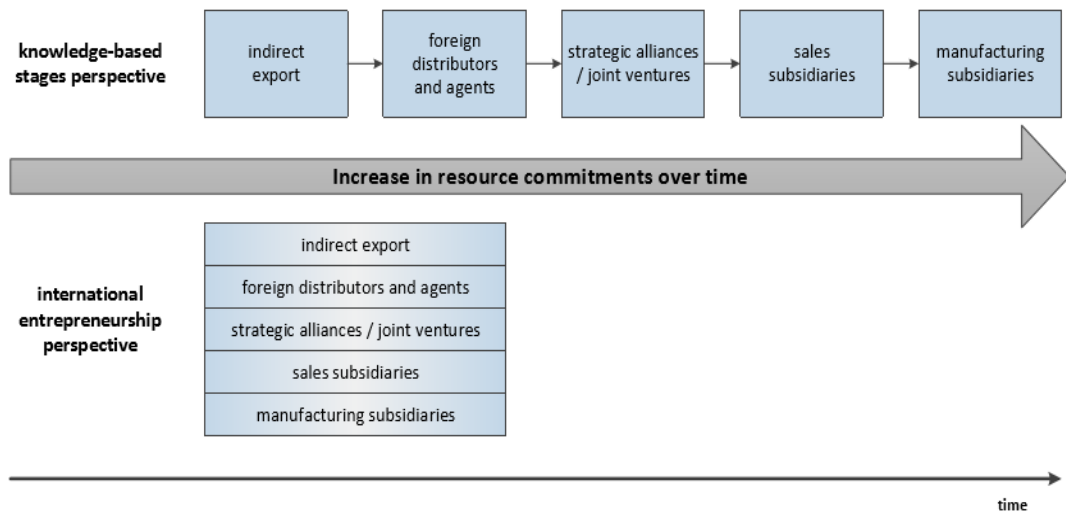 knowledge-based
stages perspective
indirect
export
foreign
distributors
and agents
strategic alliances
/ joint ventures
sales
subsidiaries
manufacturing
subsidiaries
Increase in resource commitments over time
international
entrepreneurship
perspective
indirect export
foreign distributors and agents
strategic alliances / joint ventures
sales subsidiaries
manufacturing subsidiaries
time